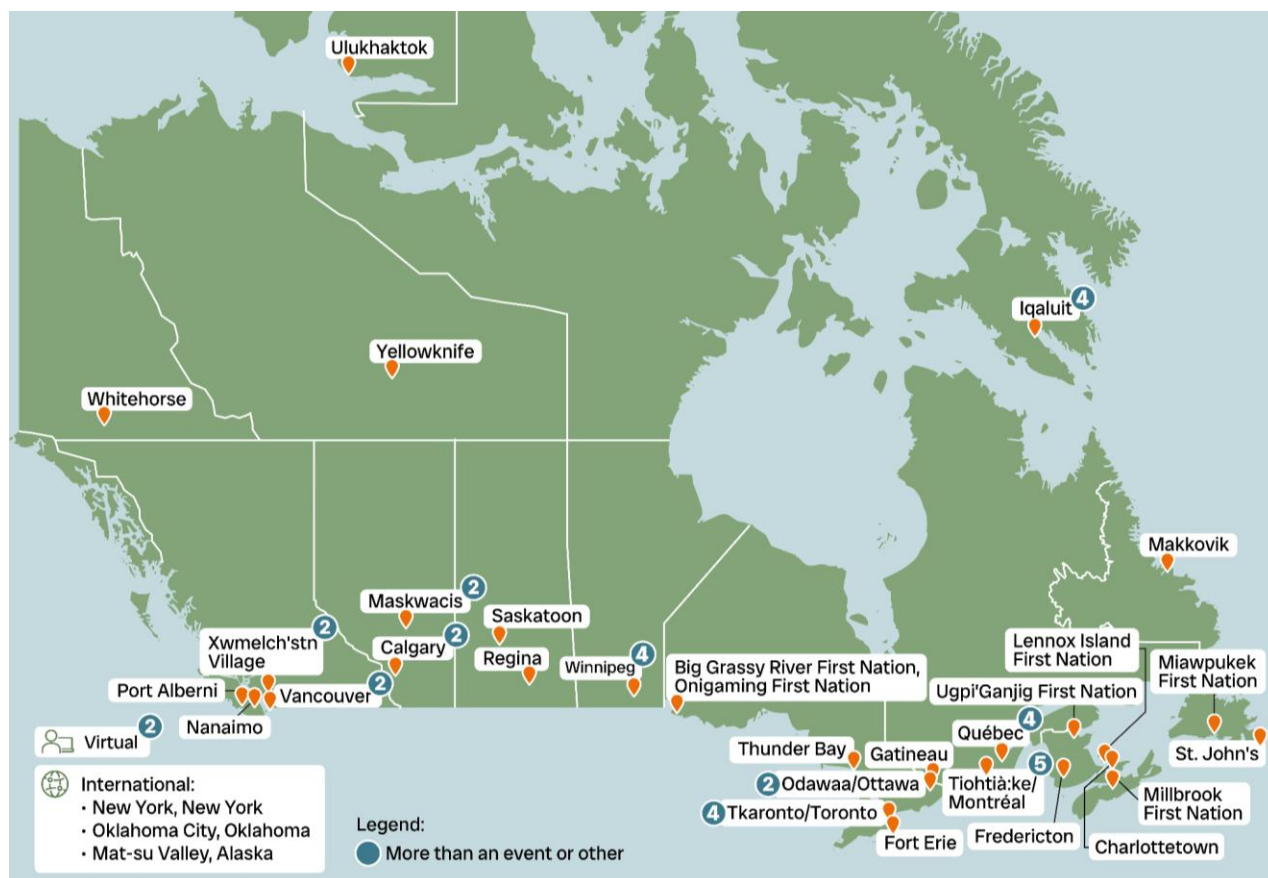 Ulukhaktok
Iqaluit 4
Yellowknife
Whitehorse
Makkovik
Maskwacis 2
Saskatoon
Xwmelch'stn 2
Village
Calgary 2
Regina
Winnipeg 4
Big Grassy River First Nation,
Onigaming First Nation
Lennox Island
First Nation
Miawpukek
First Nation
Ugpi'Ganjig First Nation
Port Alberni
Vancouver 2
Nanaimo
Québec 4
Thunder Bay
Gatineau
St. John's
2 Odawaa/Ottawa
Tiohtià:ke/ 5
Montréal
Millbrook
First Nation
4 Tkaronto/Toronto
Fort Erie
Fredericton
Charlottetown
Virtual 2
International:
· New York, New York
· Oklahoma City, Oklahoma
· Mat-su Valley, Alaska
Legend:
More than an event or other